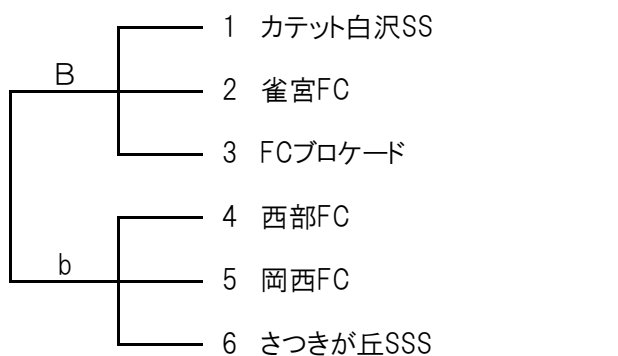 1 カテット白沢SS
B
2 雀宮FC
3 FCブロケード
4 西部FC
b
5 岡西FC
6 さつきが丘SSS